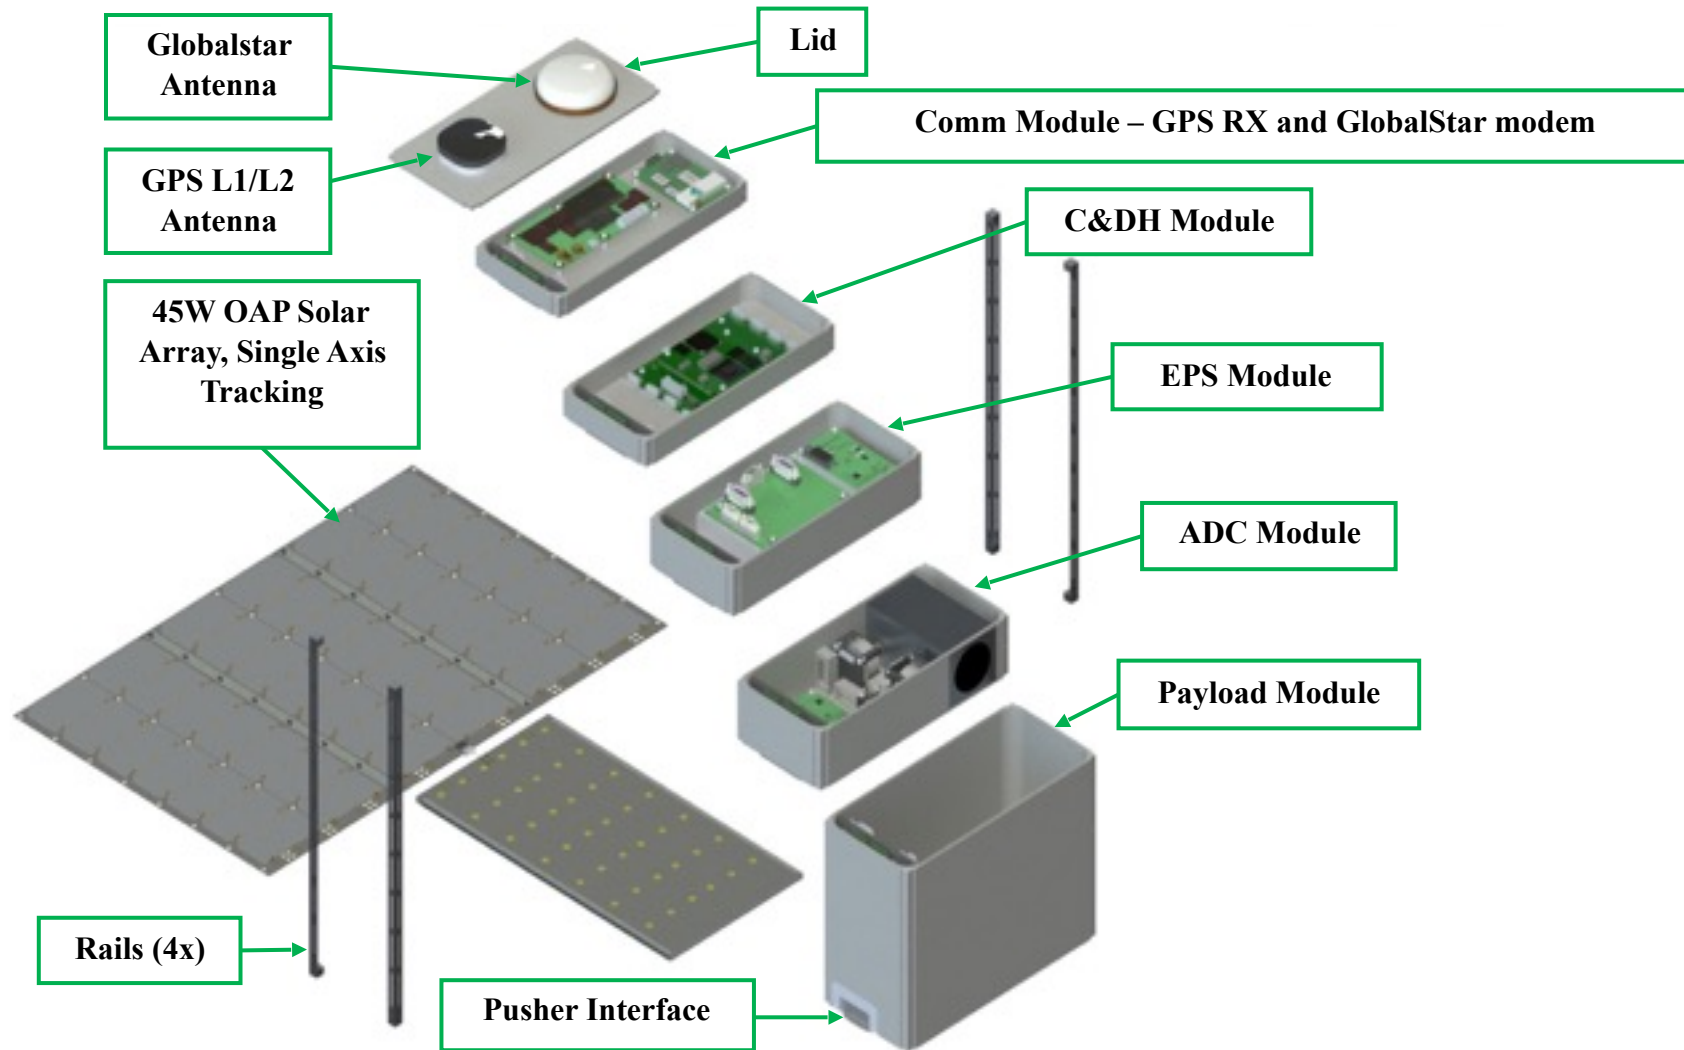 Globalstar
Antenna
Lid
Comm Module – GPS RX and GlobalStar modem
GPS L1/L2
Antenna
C&DH Module
45W OAP Solar
Array, Single Axis
Tracking
EPS Module
ADC Module
Payload Module
Rails (4x)
Pusher Interface